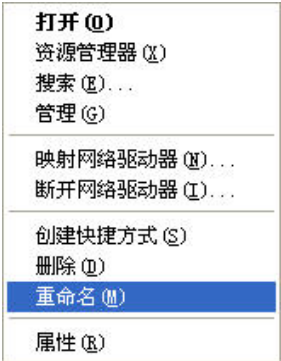 打开(O)
资源管理器(X)
搜索(E)...
管理(G)
映射网络驱动器(N)...
断开网络驱动器(I)...
创建快捷方式(S)
删除(D)
重命名(M)
属性(R)